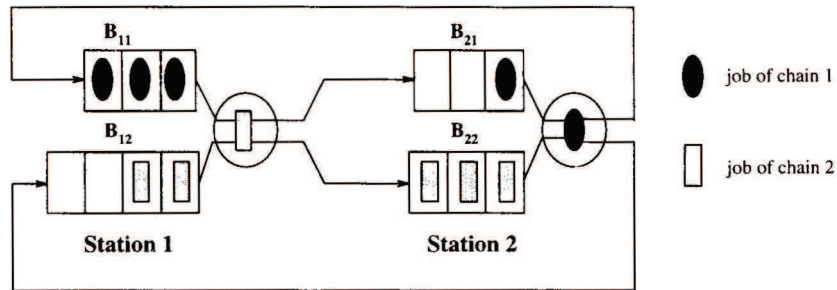 B11
B21
job of chain 1
B12
B22
job of chain 2
Station 1
Station 2